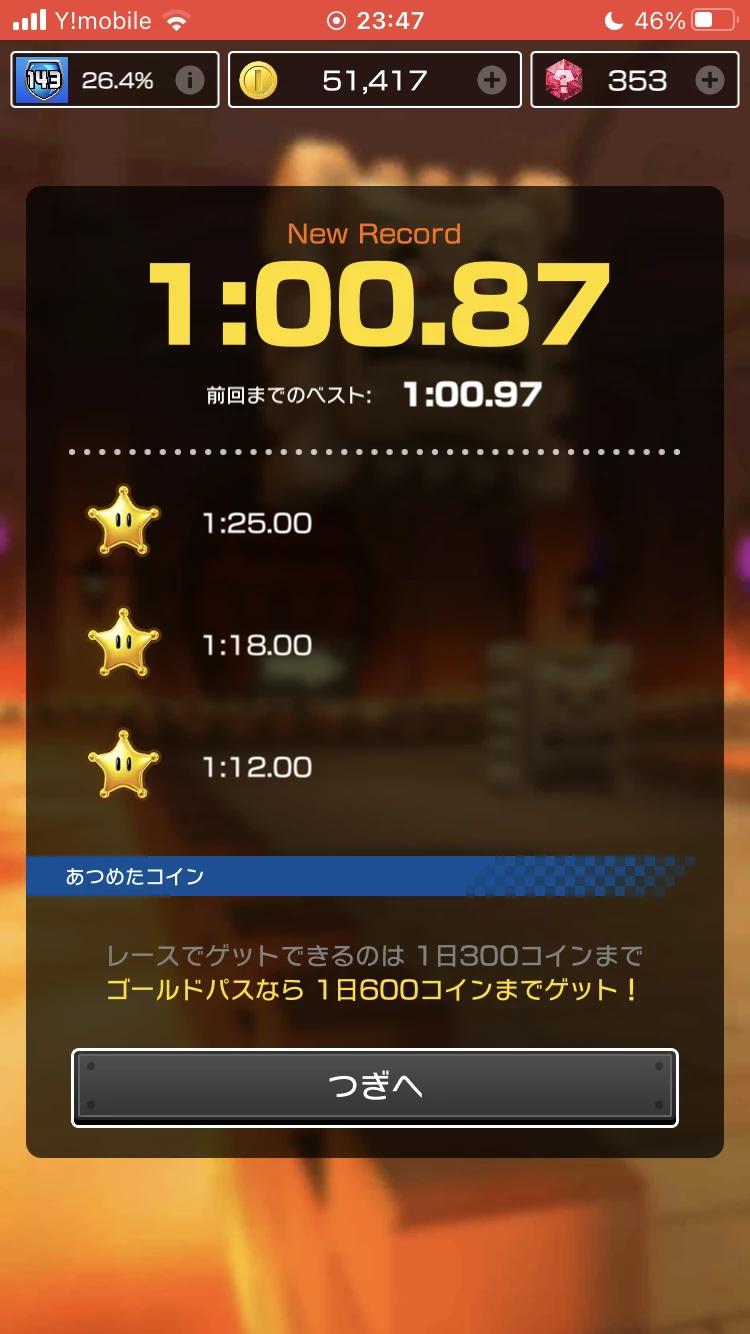 Y!mobile 23:47 46%
143 26.4% i 51,417 + 353 +
New Record
1:00.87
前回までのベスト: 1:00.97
1:25.00
1:18.00
1:12.00
あつめたコイン
レースでゲットできるのは 1日300コインまで
ゴールドパスなら 1日600コインまでゲット！
つぎへ